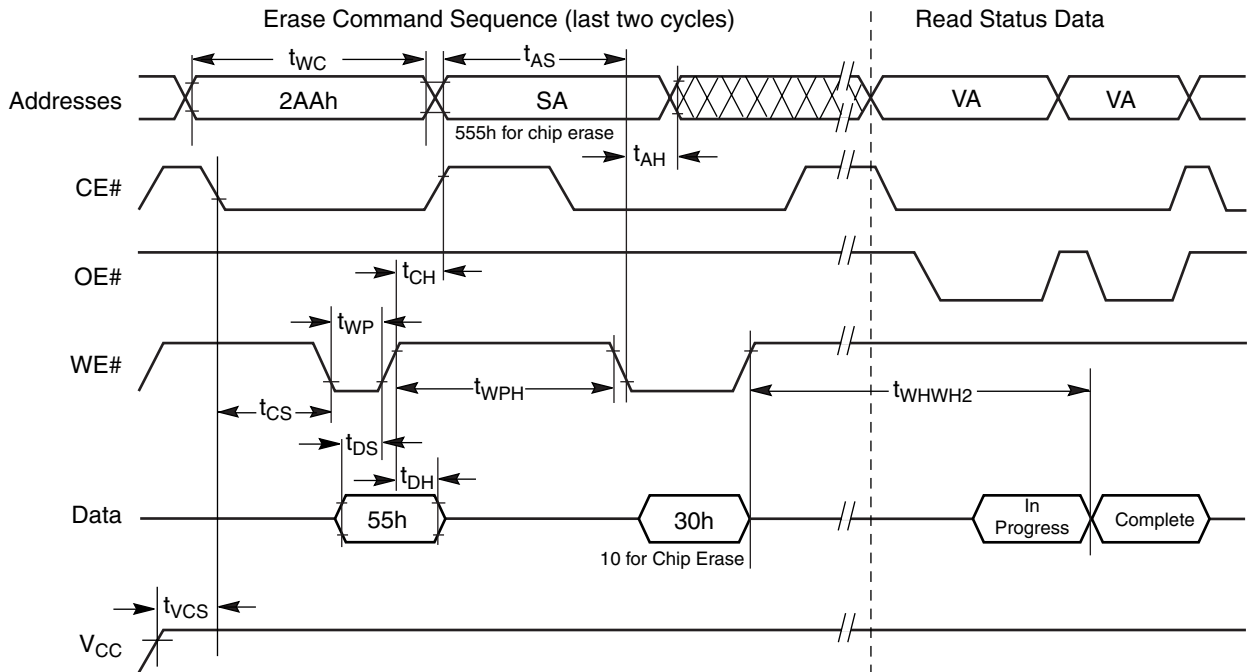 Erase Command Sequence (last two cycles)
Read Status Data
tWC
tAS
Addresses
2AAh
SA
VA
VA
555h for chip erase
tAH
CE#
OE#
tCH
tWP
WE#
tWPH
tWHWH2
tCS
tDS
tDH
Data
55h
30h
In
Progress
Complete
10 for Chip Erase
tVCS
VCC